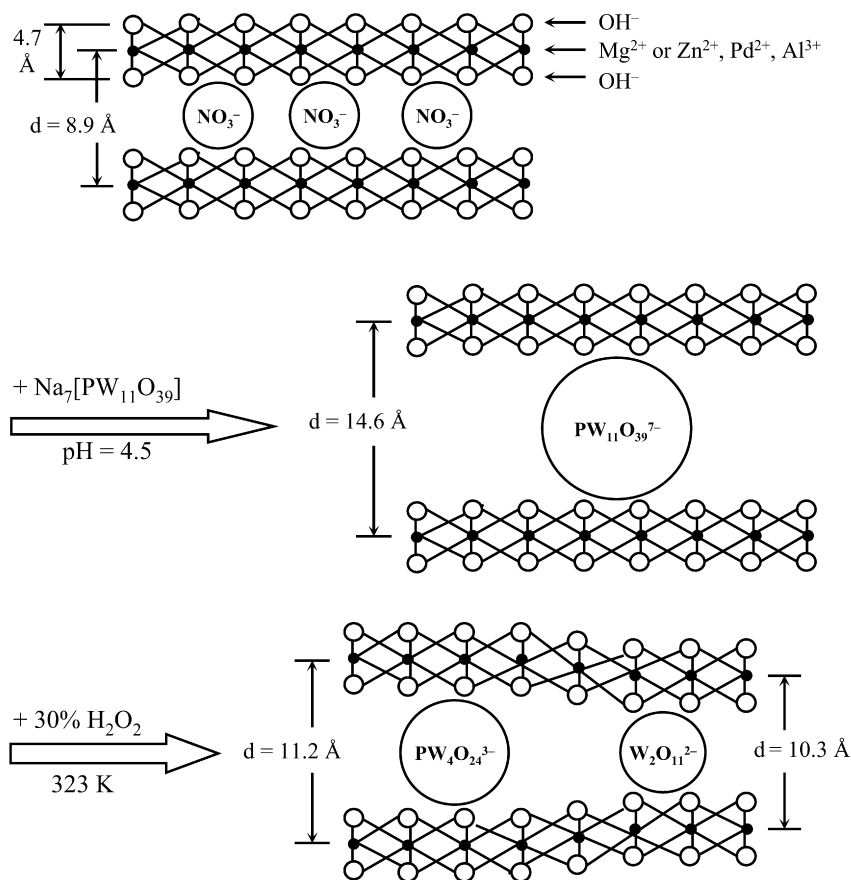 4.7
Å
OH⁻
Mg²⁺ or Zn²⁺, Pd²⁺, Al³⁺
OH⁻
NO₃⁻ NO₃⁻ NO₃⁻
d = 8.9 Å
+ Na₇[PW₁₁O₃₉]
pH = 4.5
d = 14.6 Å
PW₁₁O₃₉⁷⁻
+ 30% H₂O₂
323 K
d = 11.2 Å
PW₄O₂₄³⁻
W₂O₁₁²⁻
d = 10.3 Å